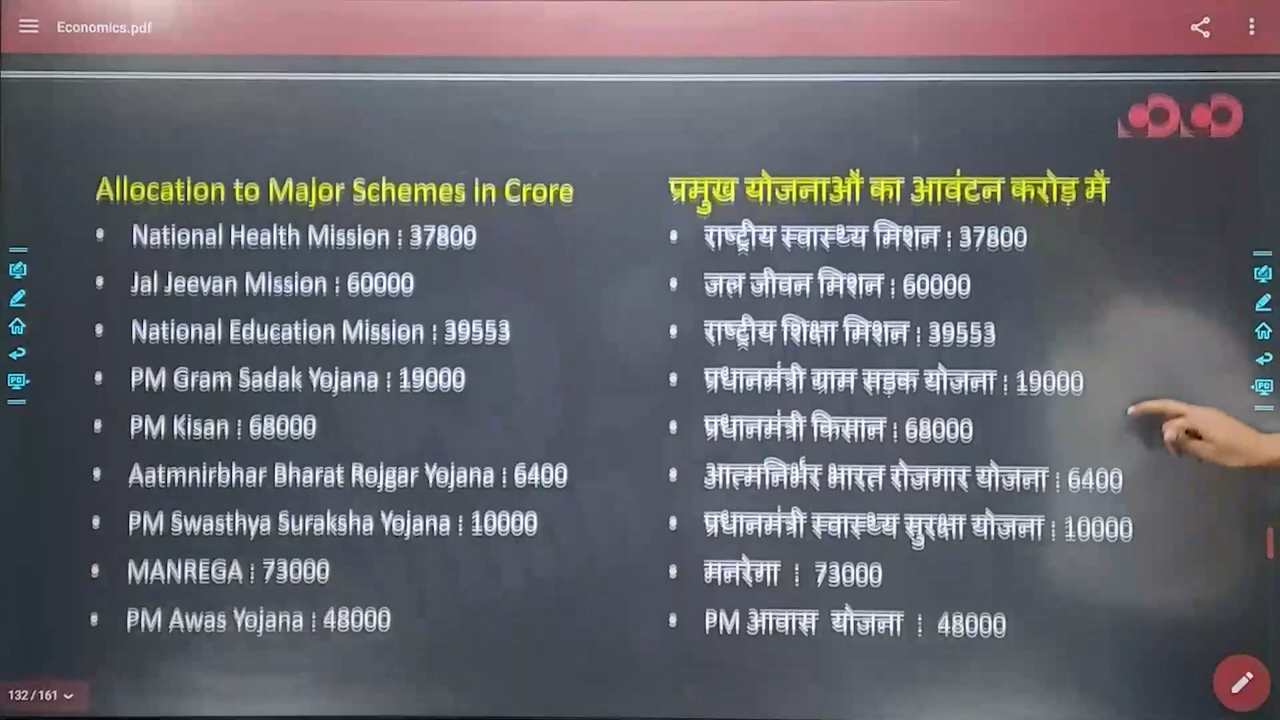 Economics.pdf
Allocation to Major Schemes in Crore
National Health Mission : 37800
Jal Jeevan Mission : 60000
National Education Mission : 39553
PM Gram Sadak Yojana : 19000
PM Kisan : 68000
Aatmnirbhar Bharat Rojgar Yojana : 6400
PM Swasthya Suraksha Yojana : 10000
MANREGA : 73000
PM Awas Yojana : 48000
प्रमुख योजनाओं का आवंटन करोड़ में
राष्ट्रीय स्वास्थ्य मिशन : 37800
जल जीवन मिशन : 60000
राष्ट्रीय शिक्षा मिशन : 39553
प्रधानमंत्री ग्राम सड़क योजना : 19000
प्रधानमंत्री किसान : 68000
आत्मनिर्भर भारत रोजगार योजना : 6400
प्रधानमंत्री स्वास्थ्य सुरक्षा योजना : 10000
मनरेगा : 73000
PM आवास योजना : 48000
132 / 161